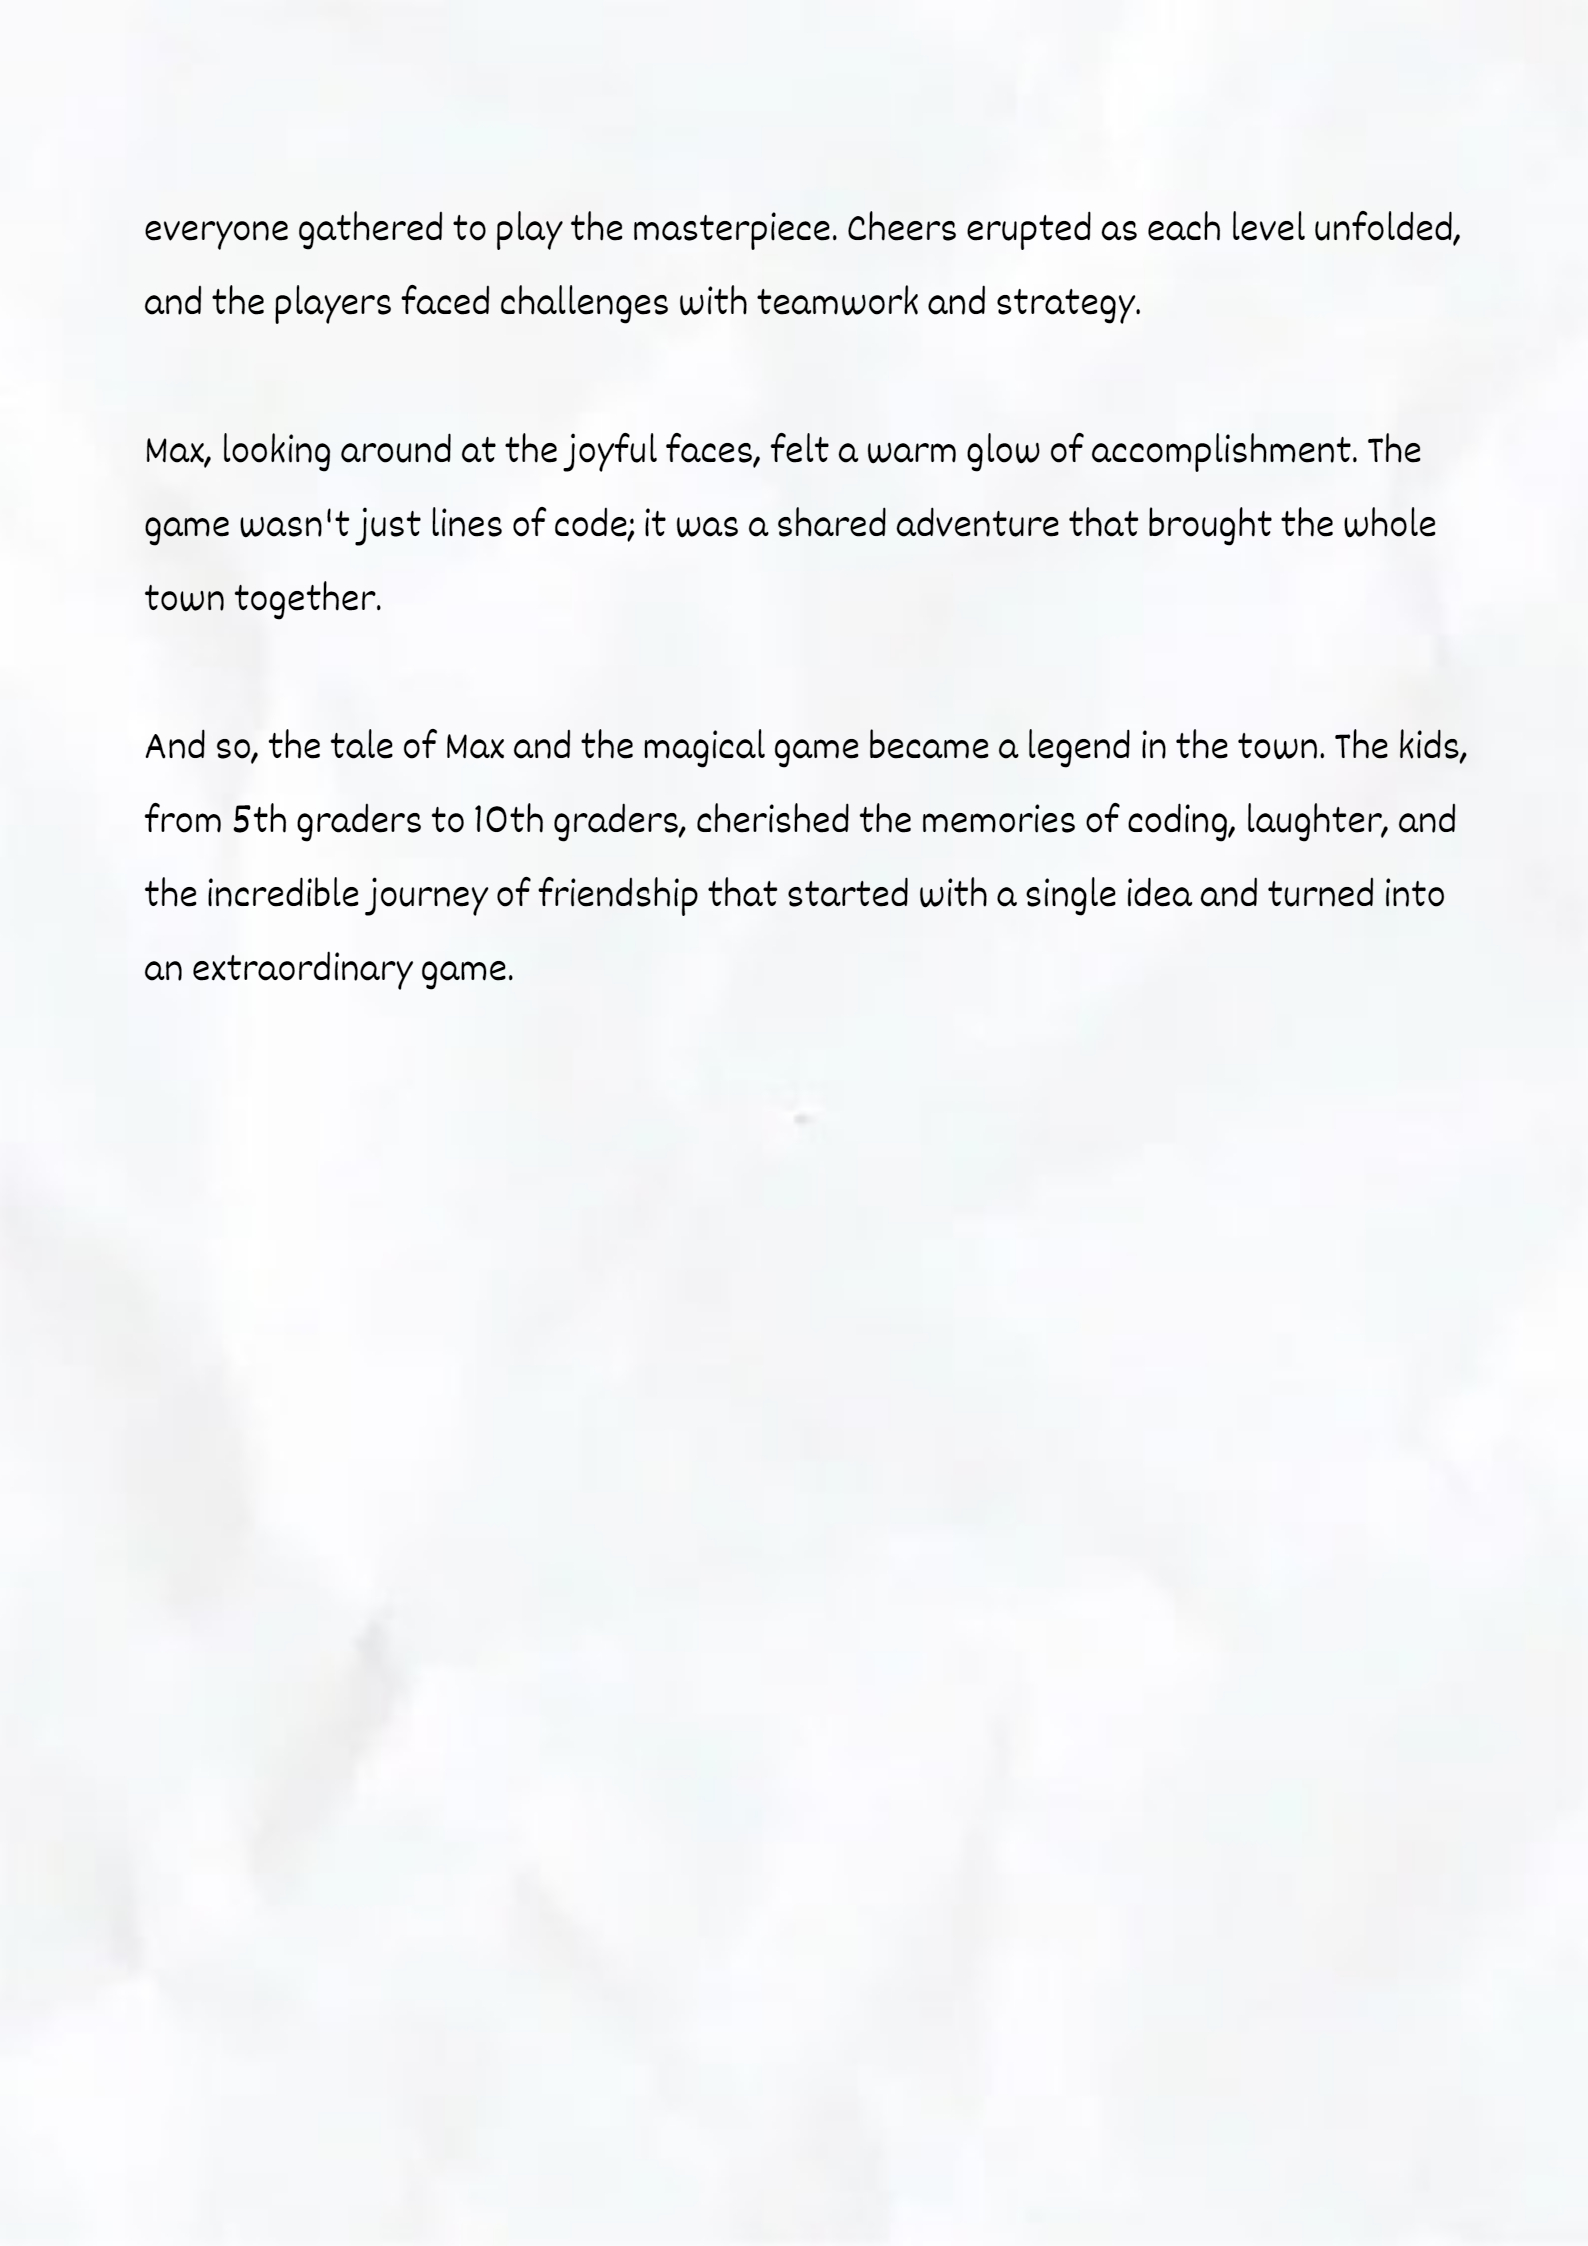 everyone gathered to play the masterpiece. Cheers erupted as each level unfolded,
and the players faced challenges with teamwork and strategy.
Max, looking around at the joyful faces, felt a warm glow of accomplishment. The
game wasn't just lines of code; it was a shared adventure that brought the whole
town together.
And so, the tale of Max and the magical game became a legend in the town. The kids,
from 5th graders to 10th graders, cherished the memories of coding, laughter, and
the incredible journey of friendship that started with a single idea and turned into
an extraordinary game.